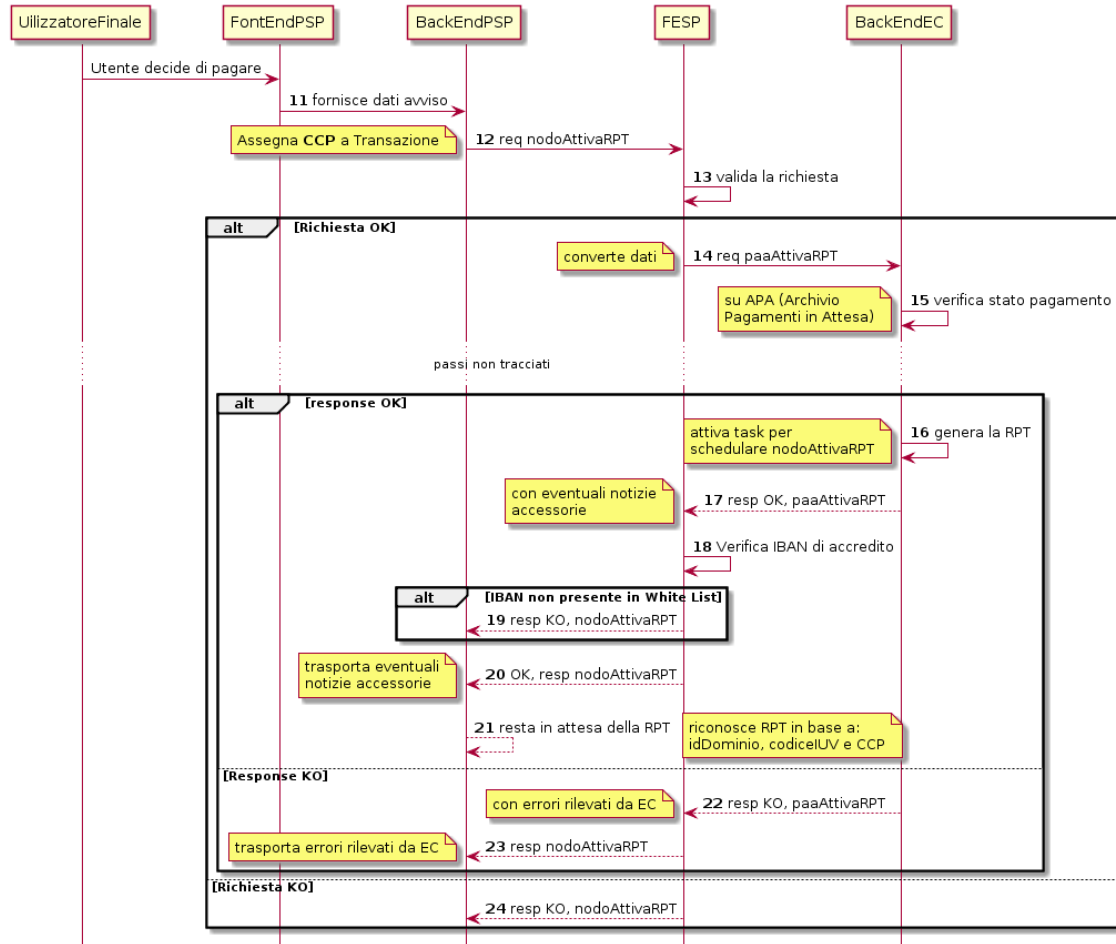 UilizzatoreFinale
FontEndPSP
BackEndPSP
FESP
BackEndEC
Utente decide di pagare
11 fornisce dati avviso
Assegna CCP a Transazione
12 req nodoAttivaRPT
13 valida la richiesta
alt [Richiesta OK]
converte dati
14 req paaAttivaRPT
su APA (Archivio
Pagamenti in Attesa)
15 verifica stato pagamento
passi non tracciati
alt [response OK]
attiva task per
schedulare nodoAttivaRPT
16 genera la RPT
con eventuali notizie
accessorie
17 resp OK, paaAttivaRPT
18 Verifica IBAN di accredito
alt [IBAN non presente in White List]
19 resp KO, nodoAttivaRPT
trasporta eventuali
notizie accessorie
20 OK, resp nodoAttivaRPT
21 resta in attesa della RPT
riconosce RPT in base a:
idDominio, codiceIUV e CCP
[Response KO]
con errori rilevati da EC
22 resp KO, paaAttivaRPT
trasporta errori rilevati da EC
23 resp nodoAttivaRPT
[Richiesta KO]
24 resp KO, nodoAttivaRPT